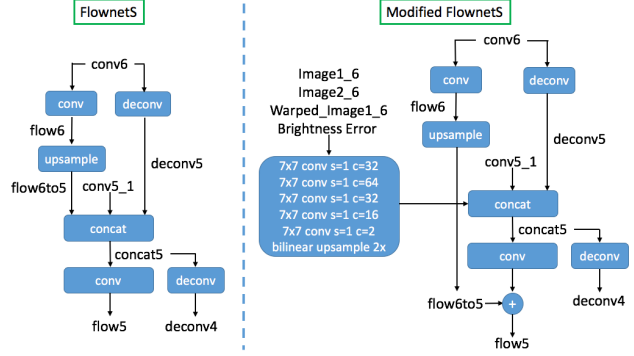 FlownetS
conv6
conv
deconv
flow6
upsample
deconv5
flow6to5
conv5_1
concat
concat5
conv
deconv
flow5
deconv4
Modified FlownetS
conv6
Image1_6
Image2_6
Warped_Image1_6
Brightness Error
conv
deconv
flow6
upsample
deconv5
7x7 conv s=1 c=32
7x7 conv s=1 c=64
7x7 conv s=1 c=32
7x7 conv s=1 c=16
7x7 conv s=1 c=2
bilinear upsample 2x
conv5_1
concat
concat5
conv
deconv
flow6to5
+
deconv4
flow5